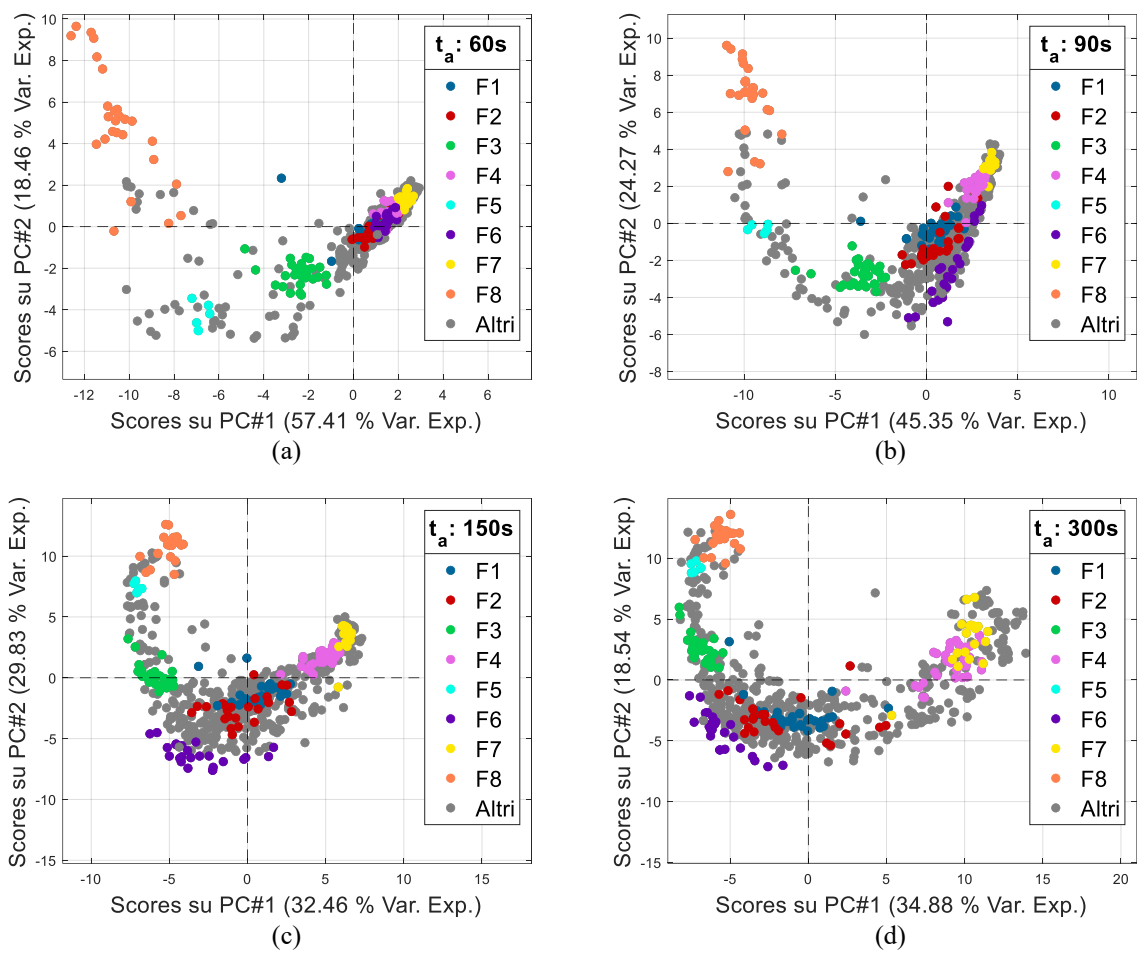 10
8
6
4
2
0
-2
-4
-6
-12
-10
-8
-6
-4
-2
0
2
4
6
Scores su PC#2 (18.46 % Var. Exp.)
Scores su PC#1 (57.41 % Var. Exp.)
ta: 60s
F1
F2
F3
F4
F5
F6
F7
F8
Altri
(a)
10
8
6
4
2
0
-2
-4
-6
-8
-10
-5
0
5
10
Scores su PC#2 (24.27 % Var. Exp.)
Scores su PC#1 (45.35 % Var. Exp.)
ta: 90s
F1
F2
F3
F4
F5
F6
F7
F8
Altri
(b)
10
5
0
-5
-10
-15
-10
-5
0
5
10
15
Scores su PC#2 (29.83 % Var. Exp.)
Scores su PC#1 (32.46 % Var. Exp.)
ta: 150s
F1
F2
F3
F4
F5
F6
F7
F8
Altri
(c)
10
5
0
-5
-10
-15
-5
0
5
10
15
20
Scores su PC#2 (18.54 % Var. Exp.)
Scores su PC#1 (34.88 % Var. Exp.)
ta: 300s
F1
F2
F3
F4
F5
F6
F7
F8
Altri
(d)